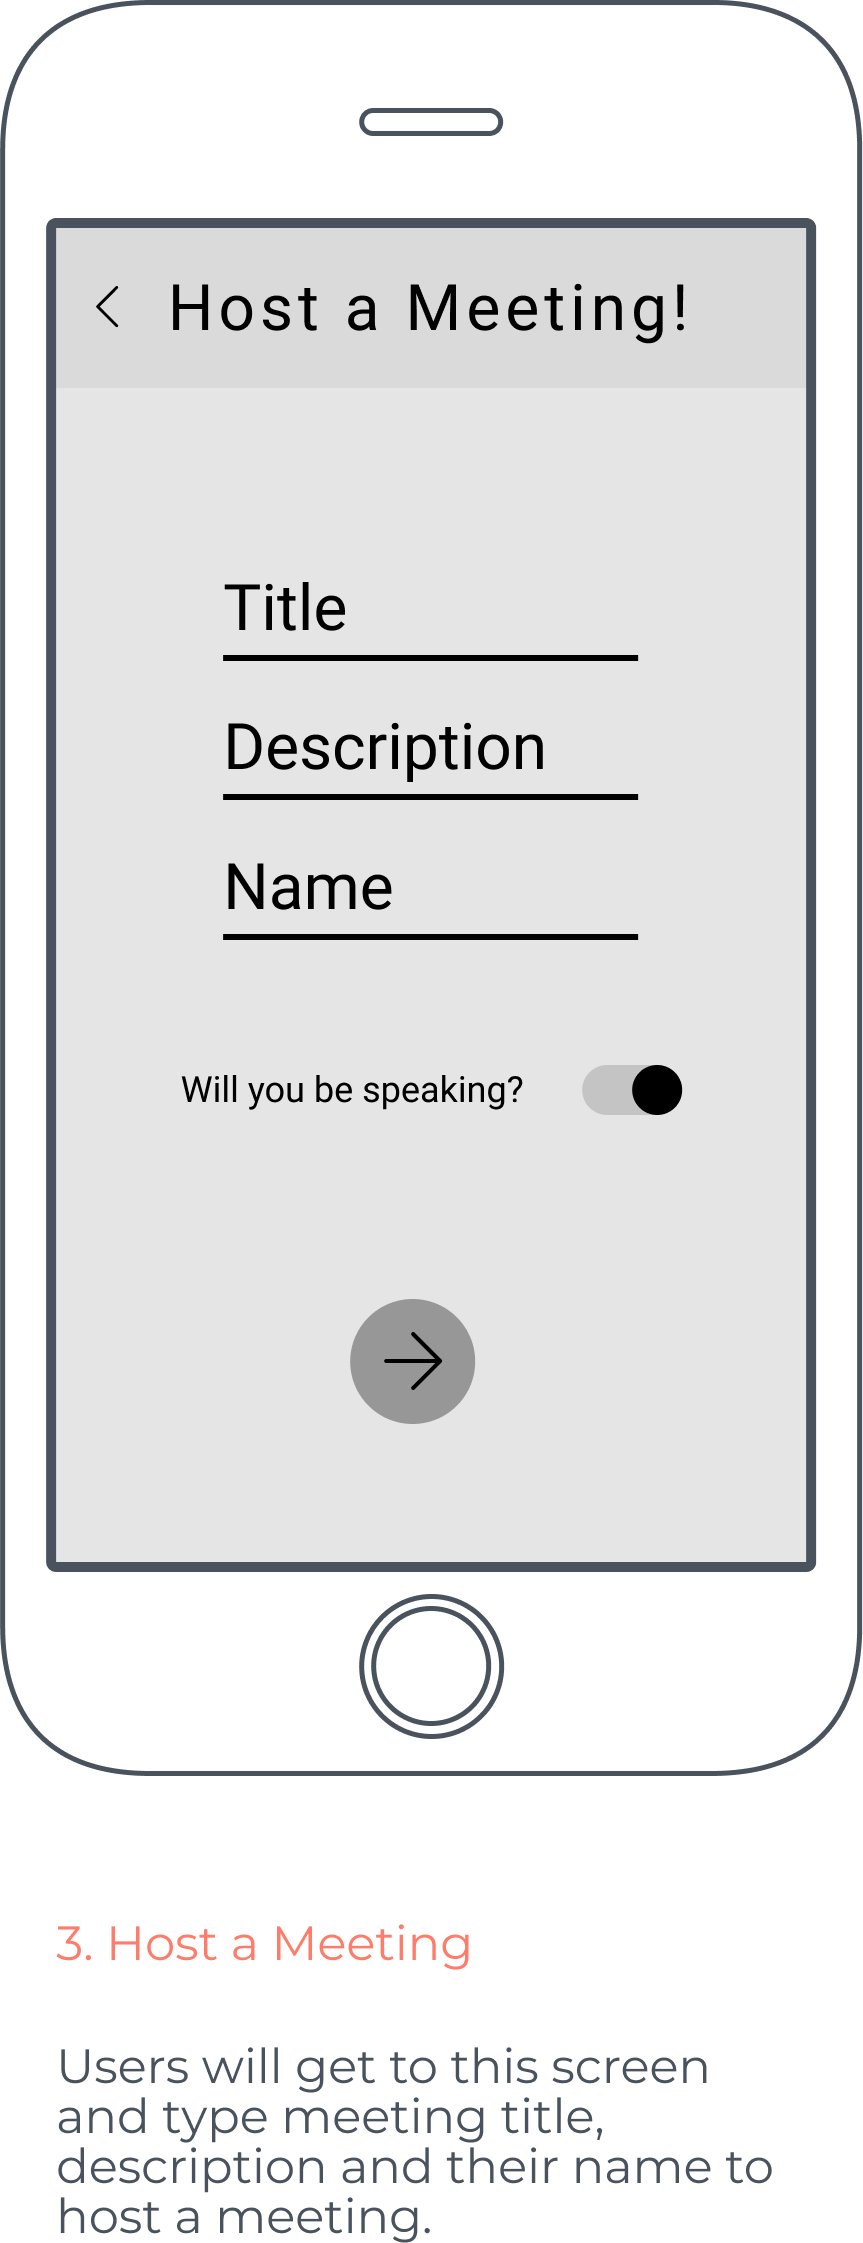 Host a Meeting!
Title
Description
Name
Will you be speaking?
3. Host a Meeting
Users will get to this screen
and type meeting title,
description and their name to
host a meeting.